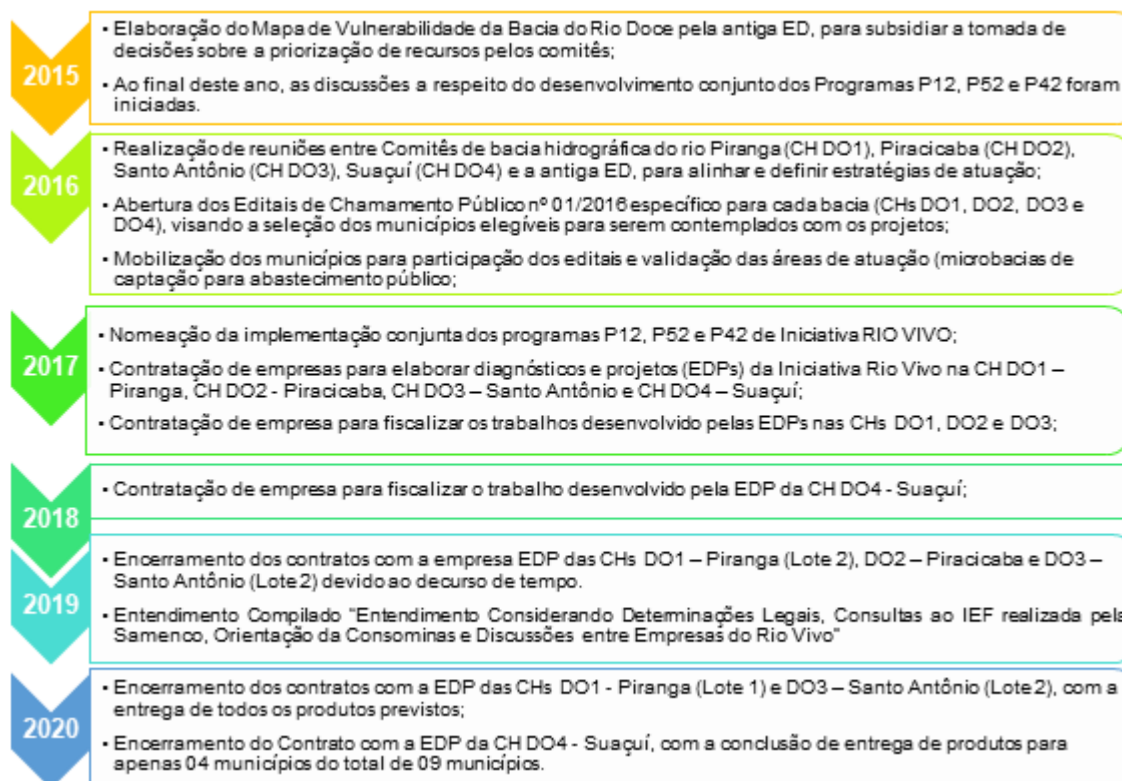 2015
▪ Elaboração do Mapa de Vulnerabilidade da Bacia do Rio Doce pela antiga ED, para subsidiar a tomada de
decisões sobre a priorização de recursos pelos comitês;
▪ Ao final deste ano, as discussões a respeito do desenvolvimento conjunto dos Programas P12, P52 e P42 foram
iniciadas.
2016
▪ Realização de reuniões entre Comitês de bacia hidrográfica do rio Piranga (CH DO1), Piracicaba (CH DO2),
Santo Antônio (CH DO3), Suaçuí (CH DO4) e a antiga ED, para alinhar e definir estratégias de atuação;
▪ Abertura dos Editais de Chamamento Público nº 01/2016 específico para cada bacia (CHs DO1, DO2, DO3 e
DO4), visando a seleção dos municípios elegíveis para serem contemplados com os projetos;
▪ Mobilização dos municípios para participação dos editais e validação das áreas de atuação (microbacias de
captação para abastecimento público;
2017
▪ Nomeação da implementação conjunta dos programas P12, P52 e P42 de Iniciativa RIO VIVO;
▪ Contratação de empresas para elaborar diagnósticos e projetos (EDPs) da Iniciativa Rio Vivo na CH DO1 –
Piranga, CH DO2 - Piracicaba, CH DO3 – Santo Antônio e CH DO4 – Suaçuí;
▪ Contratação de empresa para fiscalizar os trabalhos desenvolvido pelas EDPs nas CHs DO1, DO2 e DO3;
2018
▪ Contratação de empresa para fiscalizar o trabalho desenvolvido pela EDP da CH DO4 - Suaçuí;
2019
▪ Encerramento dos contratos com a empresa EDP das CHs DO1 – Piranga (Lote 2), DO2 – Piracicaba e DO3 –
Santo Antônio (Lote 2) devido ao decurso de tempo.
▪ Entendimento Compilado "Entendimento Considerando Determinações Legais, Consultas ao IEF realizada pela
Samenco, Orientação da Consominas e Discussões entre Empresas do Rio Vivo"
2020
▪ Encerramento dos contratos com a EDP das CHs DO1 - Piranga (Lote 1) e DO3 – Santo Antônio (Lote 2), com a
entrega de todos os produtos previstos;
▪ Encerramento do Contrato com a EDP da CH DO4 - Suaçuí, com a conclusão de entrega de produtos para
apenas 04 municípios do total de 09 municípios.